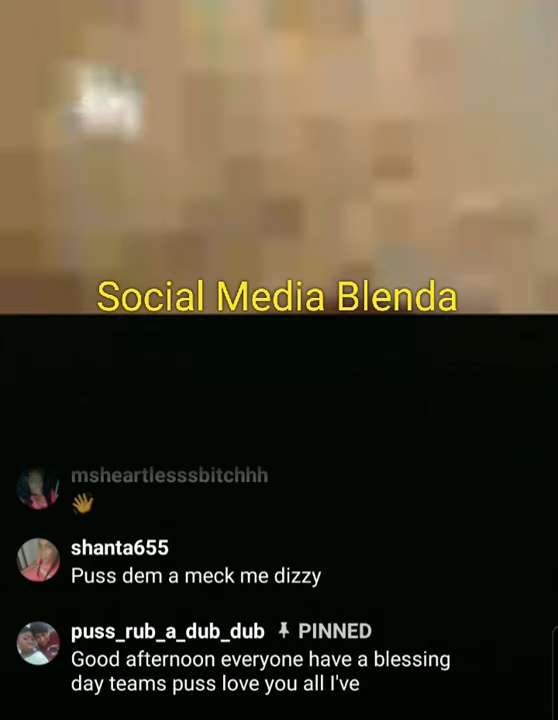 Social Media Blenda
msheartlesssbitchhh
👋
shanta655
Puss dem a meck me dizzy
puss_rub_a_dub_dub PINNED
Good afternoon everyone have a blessing
day teams puss love you all I've